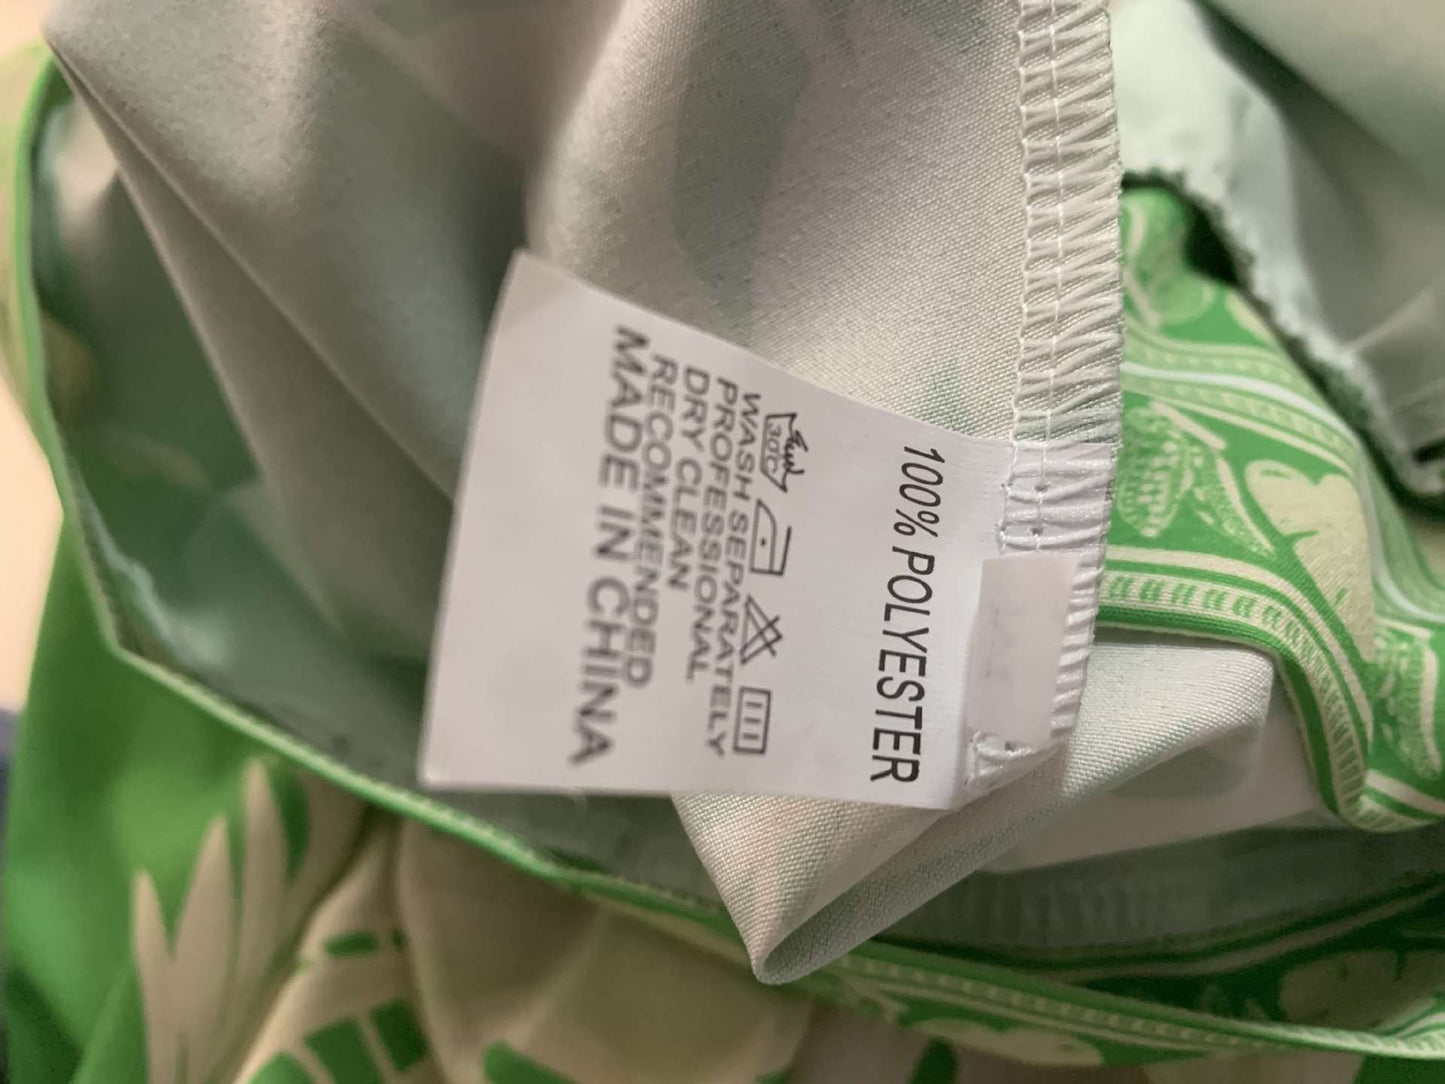 100% POLYESTER
30°C
WASH SEPARATELY
PROFESSIONAL
DRY CLEAN
RECOMMENDED
MADE IN CHINA